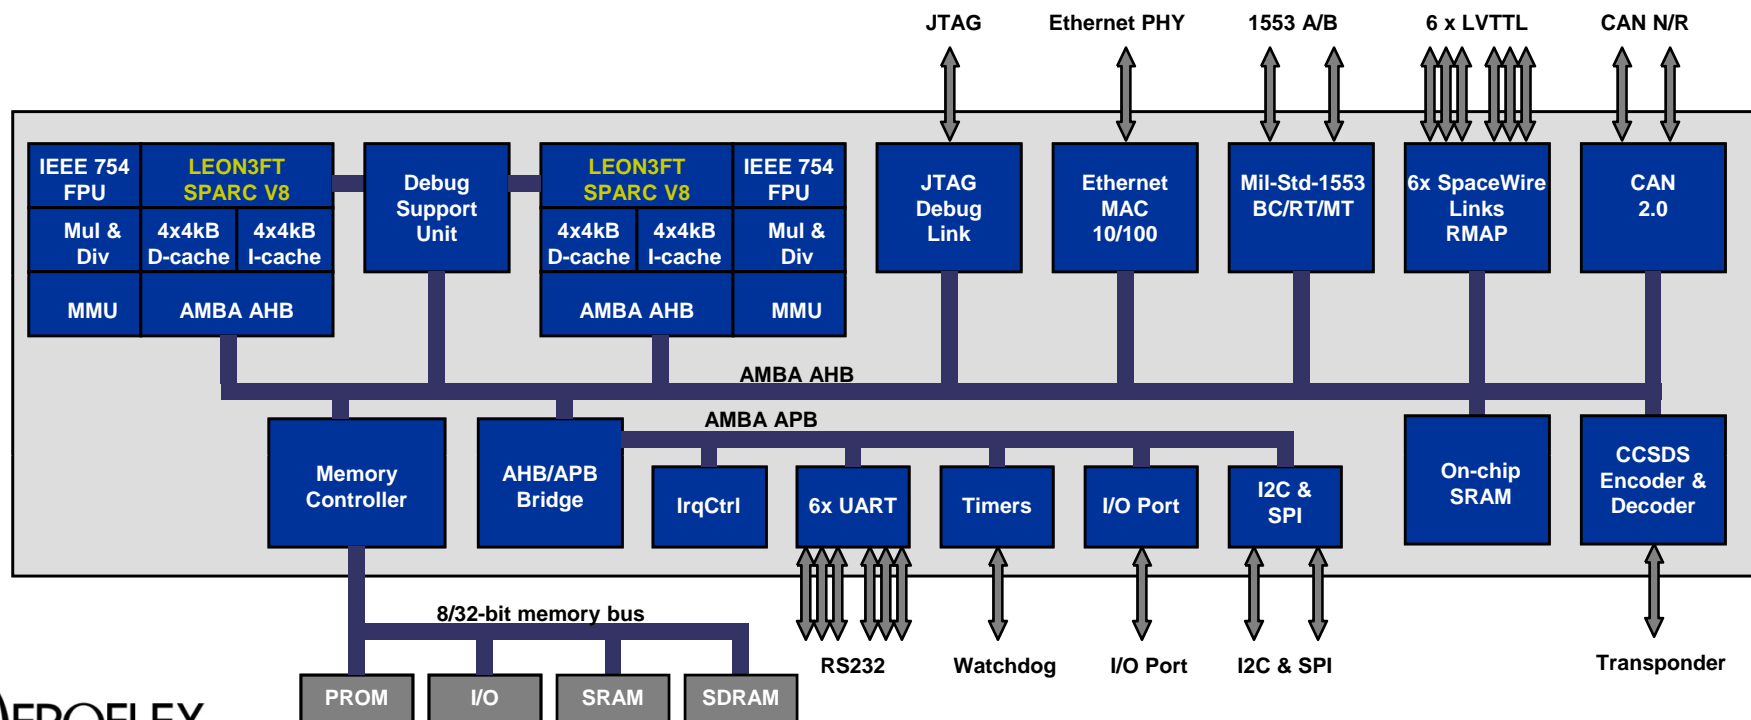 JTAG
Ethernet PHY
1553 A/B
6 x LVTTL
CAN N/R
IEEE 754
FPU
LEON3FT
SPARC V8
Mul &
Div
4x4kB
D-cache
4x4kB
I-cache
MMU
AMBA AHB
Debug
Support
Unit
LEON3FT
SPARC V8
IEEE 754
FPU
4x4kB
D-cache
4x4kB
I-cache
Mul &
Div
AMBA AHB
MMU
JTAG
Debug
Link
Ethernet
MAC
10/100
Mil-Std-1553
BC/RT/MT
6x SpaceWire
Links
RMAP
CAN
2.0
AMBA AHB
AMBA APB
Memory
Controller
AHB/APB
Bridge
IrqCtrl
6x UART
Timers
I/O Port
I2C &
SPI
On-chip
SRAM
CCSDS
Encoder &
Decoder
8/32-bit memory bus
RS232
Watchdog
I/O Port
I2C & SPI
Transponder
PROM
I/O
SRAM
SDRAM